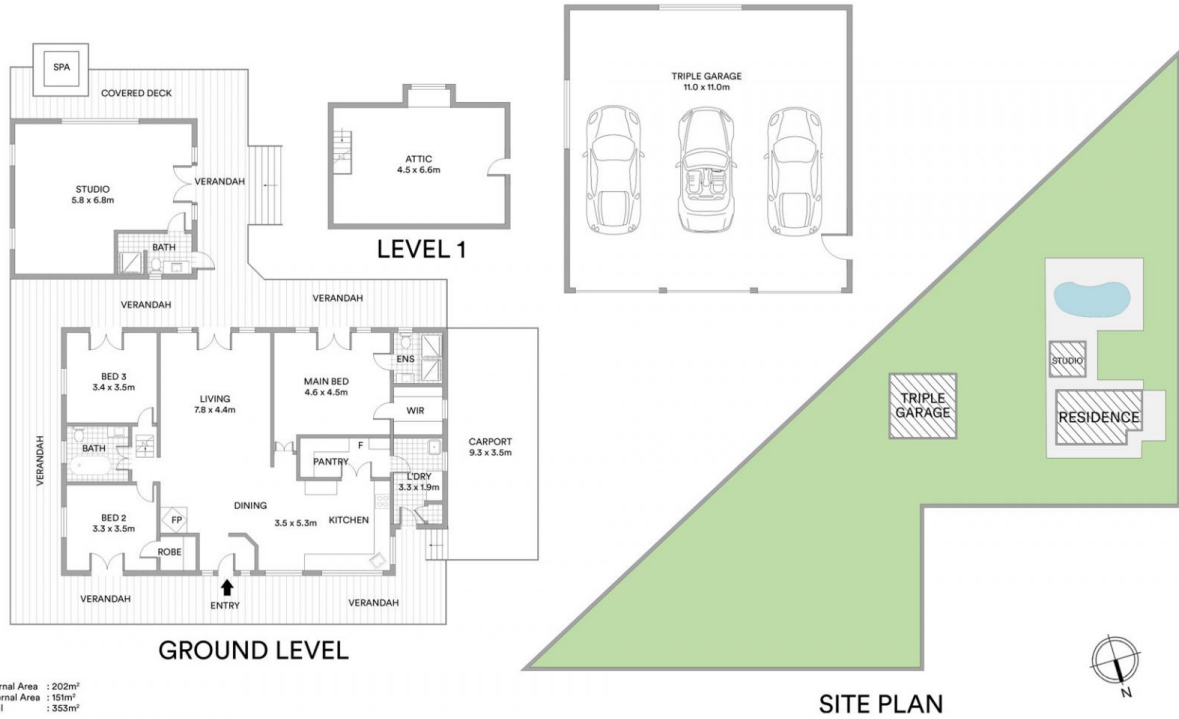 SPA
COVERED DECK
STUDIO
5.8 x 6.8m
VERANDAH
BATH
VERANDAH
VERANDAH
BED 3
3.4 x 3.5m
LIVING
7.8 x 4.4m
MAIN BED
4.6 x 4.5m
ENS
WIR
CARPORT
9.3 x 3.5m
VERANDAH
BATH
F
PANTRY
L'DRY
3.3 x 1.9m
DINING
3.5 x 5.3m
KITCHEN
BED 2
3.3 x 3.5m
FP
ROBE
VERANDAH
ENTRY
VERANDAH
GROUND LEVEL
ATTIC
4.5 x 6.6m
LEVEL 1
TRIPLE GARAGE
11.0 x 11.0m
STUDIO
TRIPLE
GARAGE
RESIDENCE
N
SITE PLAN
rnal Area : 202m²
ernal Area : 151m²
l : 353m²